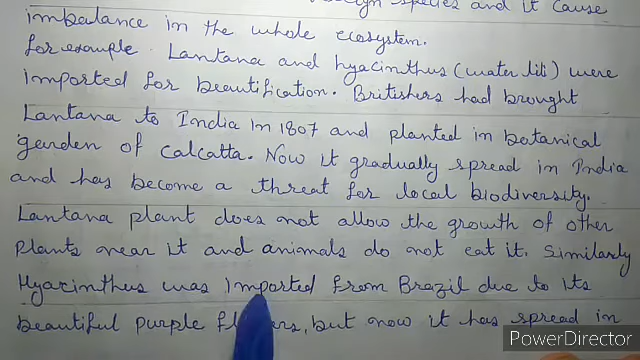 species and it cause
imbalance in the whole ecosystem.
for example. Lantana and hyacinthus (water lili) were
imported for beautification. Britishers had brought
Lantana to India in 1807 and planted in botanical
garden of Calcatta. Now it gradually spread in India
and has become a threat for local biodiversity.
Lantana plant does not allow the growth of other
plants near it and animals do not eat it. Similarly
Hyacinthus was imported from Brazil due to its
beautiful purple but now it has spread in
PowerDirector